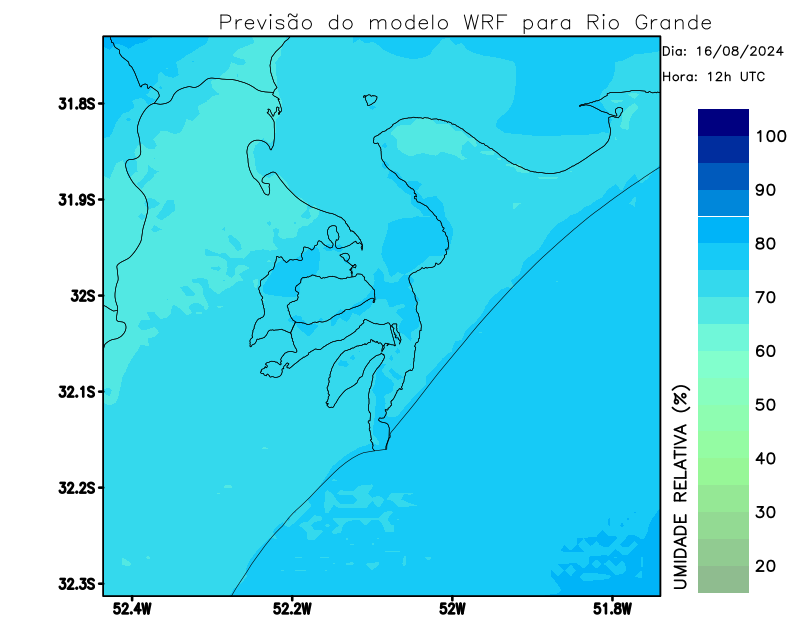 Previsão do modelo WRF para Rio Grande
Dia: 16/08/2024
Hora: 12h UTC
31.8S
31.9S
32S
32.1S
32.2S
32.3S
52.4W
52.2W
52W
51.8W
100
90
80
70
60
50
40
30
20
UMIDADE RELATIVA (%)